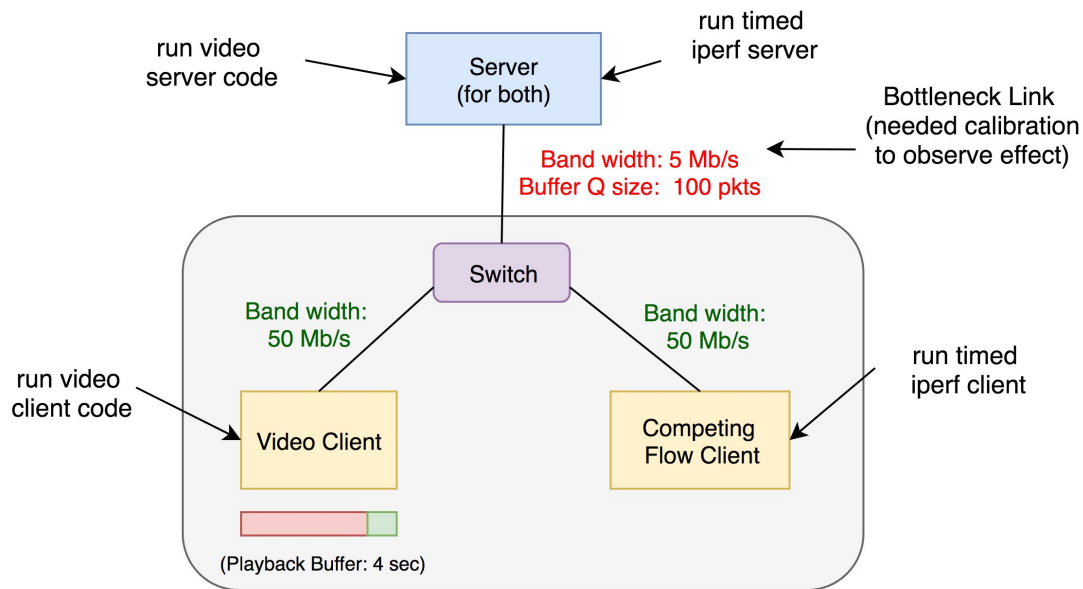 run video
server code
Server
(for both)
run timed
iperf server
Bottleneck Link
(needed calibration
to observe effect)
Band width: 5 Mb/s
Buffer Q size: 100 pkts
Switch
Band width:
50 Mb/s
Band width:
50 Mb/s
run video
client code
Video Client
Competing
Flow Client
run timed
iperf client
(Playback Buffer: 4 sec)